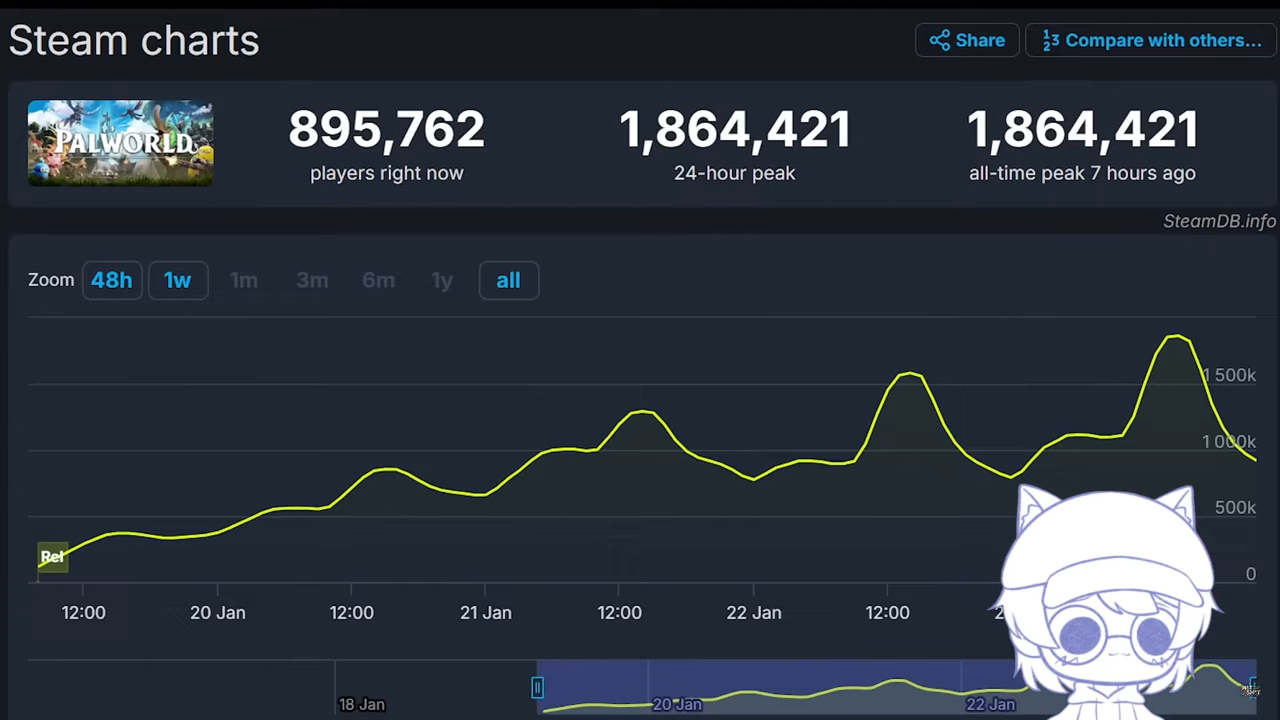 Steam charts
Share
Compare with others...
PALWORLD
895,762
players right now
1,864,421
24-hour peak
1,864,421
all-time peak 7 hours ago
SteamDB.info
Zoom 48h 1w 1m 3m 6m 1y all
1 500k
1 000k
500k
0
Rel
12:00 20 Jan 12:00 21 Jan 12:00 22 Jan 12:00
18 Jan 20 Jan 22 Jan